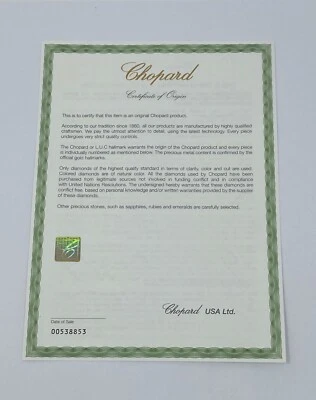 Chopard
Certificate of Origin
This is to certify that this item is an original Chopard product.
According to our tradition since 1860, all our products are manufactured by highly qualified
craftsmen. We pay the utmost attention to detail, using the latest technology. Every piece
undergoes very strict quality controls.
The Chopard or L.U.C hallmark warrants the origin of the Chopard product and every piece
is individually numbered as mentioned below. The precious metal content is confirmed by the
official gold hallmark.
Only diamonds of the highest quality standard in terms of clarity, color and cut are used.
Colored diamonds are of natural color. All the diamonds used by Chopard have been
purchased from legitimate sources not involved in funding conflict and in compliance
with United Nations Resolutions. The undersigned hereby warrants that these diamonds are
conflict free, based on personal knowledge and/or written warranties provided by the supplier
of these diamonds.
Other precious stones, such as sapphires, rubies and emeralds are carefully selected.
Chopard USA Ltd.
Date of Sale
00538853